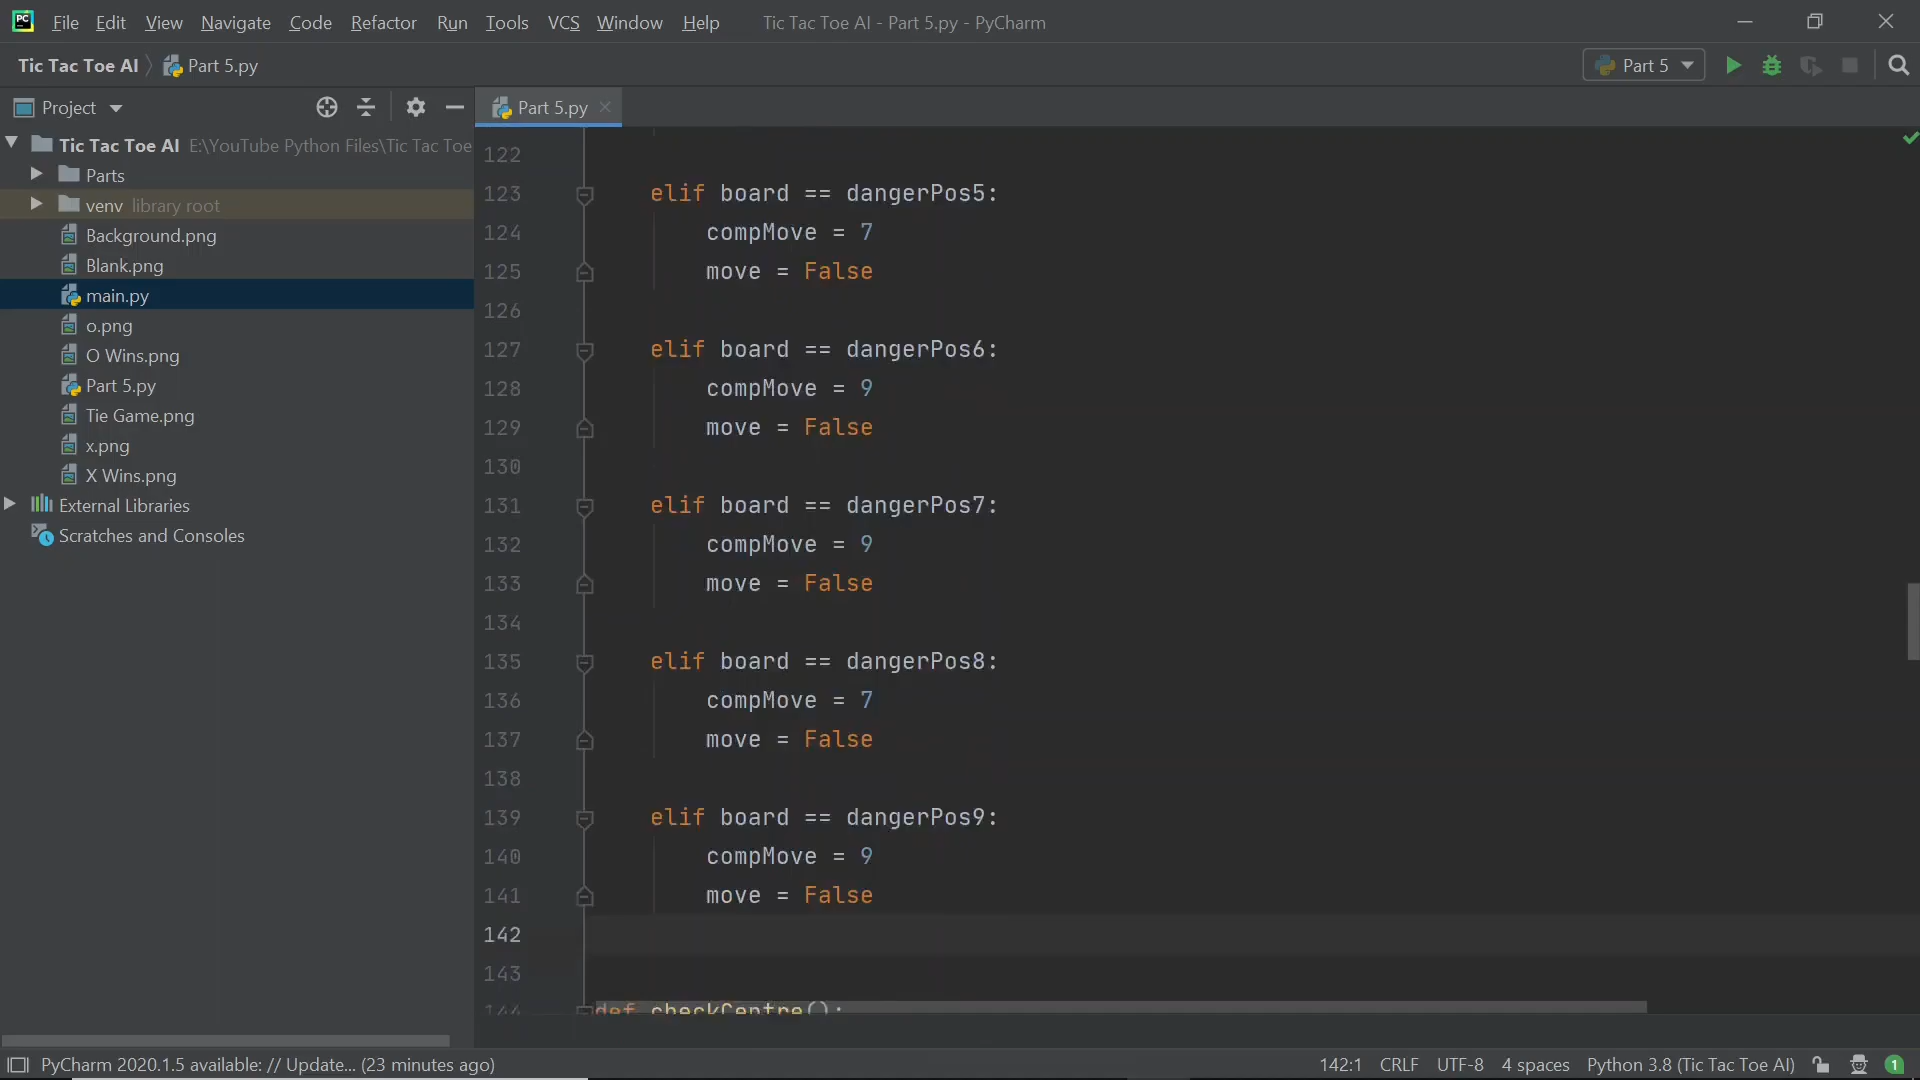 File Edit View Navigate Code Refactor Run Tools VCS Window Help Tic Tac Toe AI - Part 5.py - PyCharm
Tic Tac Toe AI Part 5.py Part 5
Project Part 5.py
Tic Tac Toe AI E:\YouTube Python Files\Tic Tac Toe
Parts
venv library root
Background.png
Blank.png
main.py
o.png
O Wins.png
Part 5.py
Tie Game.png
x.png
X Wins.png
External Libraries
Scratches and Consoles
122
123 elif board == dangerPos5:
124 compMove = 7
125 move = False
126
127 elif board == dangerPos6:
128 compMove = 9
129 move = False
130
131 elif board == dangerPos7:
132 compMove = 9
133 move = False
134
135 elif board == dangerPos8:
136 compMove = 7
137 move = False
138
139 elif board == dangerPos9:
140 compMove = 9
141 move = False
142
143
144 def checkCentre():
PyCharm 2020.1.5 available: // Update... (23 minutes ago) 142:1 CRLF UTF-8 4 spaces Python 3.8 (Tic Tac Toe AI) 1